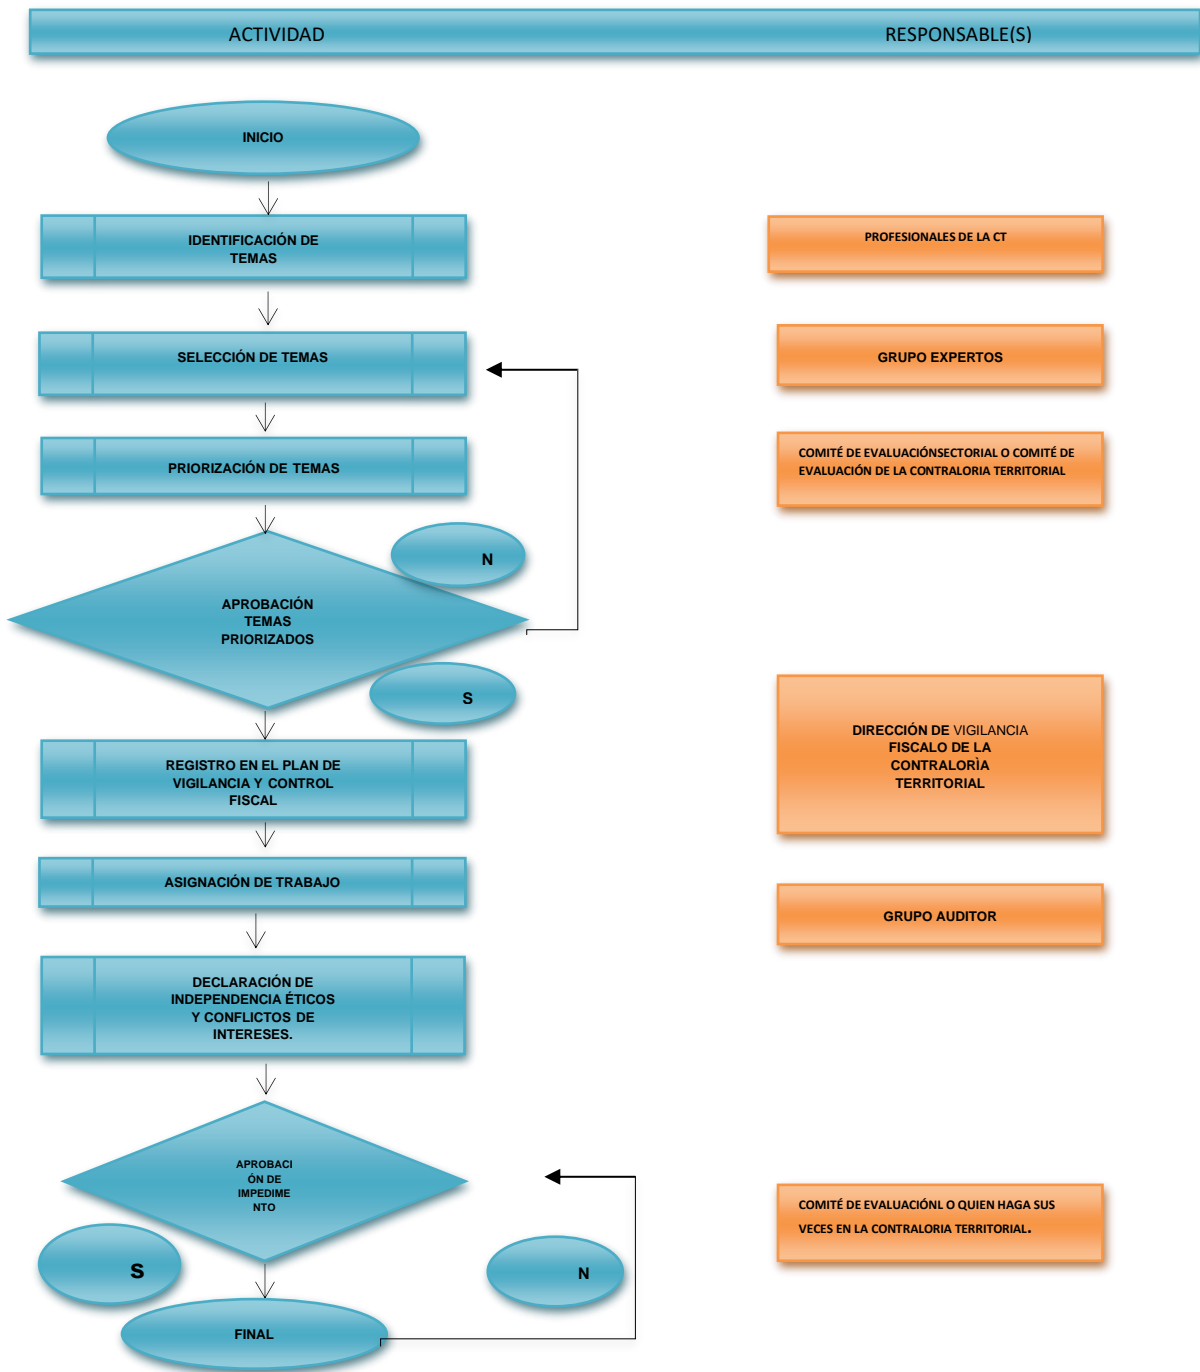 ACTIVIDAD
RESPONSABLE(S)
INICIO
IDENTIFICACIÓN DE
TEMAS
PROFESIONALES DE LA CT
SELECCIÓN DE TEMAS
GRUPO EXPERTOS
PRIORIZACIÓN DE TEMAS
COMITÉ DE EVALUACIÓNSECTORIAL O COMITÉ DE
EVALUACIÓN DE LA CONTRALORIA TERRITORIAL
N
APROBACIÓN
TEMAS
PRIORIZADOS
S
REGISTRO EN EL PLAN DE
VIGILANCIA Y CONTROL
FISCAL
DIRECCIÓN DE VIGILANCIA
FISCALO DE LA
CONTRALORÌA
TERRITORIAL
ASIGNACIÓN DE TRABAJO
GRUPO AUDITOR
DECLARACIÓN DE
INDEPENDENCIA ÉTICOS
Y CONFLICTOS DE
INTERESES.
APROBACI
ÓN DE
IMPEDIME
NTO
COMITÉ DE EVALUACIÓNL O QUIEN HAGA SUS
VECES EN LA CONTRALORIA TERRITORIAL.
S
N
FINAL